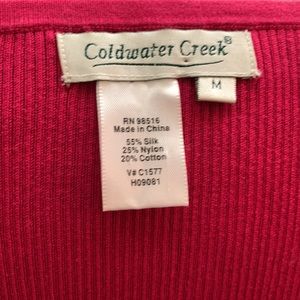 Coldwater Creek®
M
RN 98516
Made in China
55% Silk
25% Nylon
20% Cotton
V# C1577
H09081